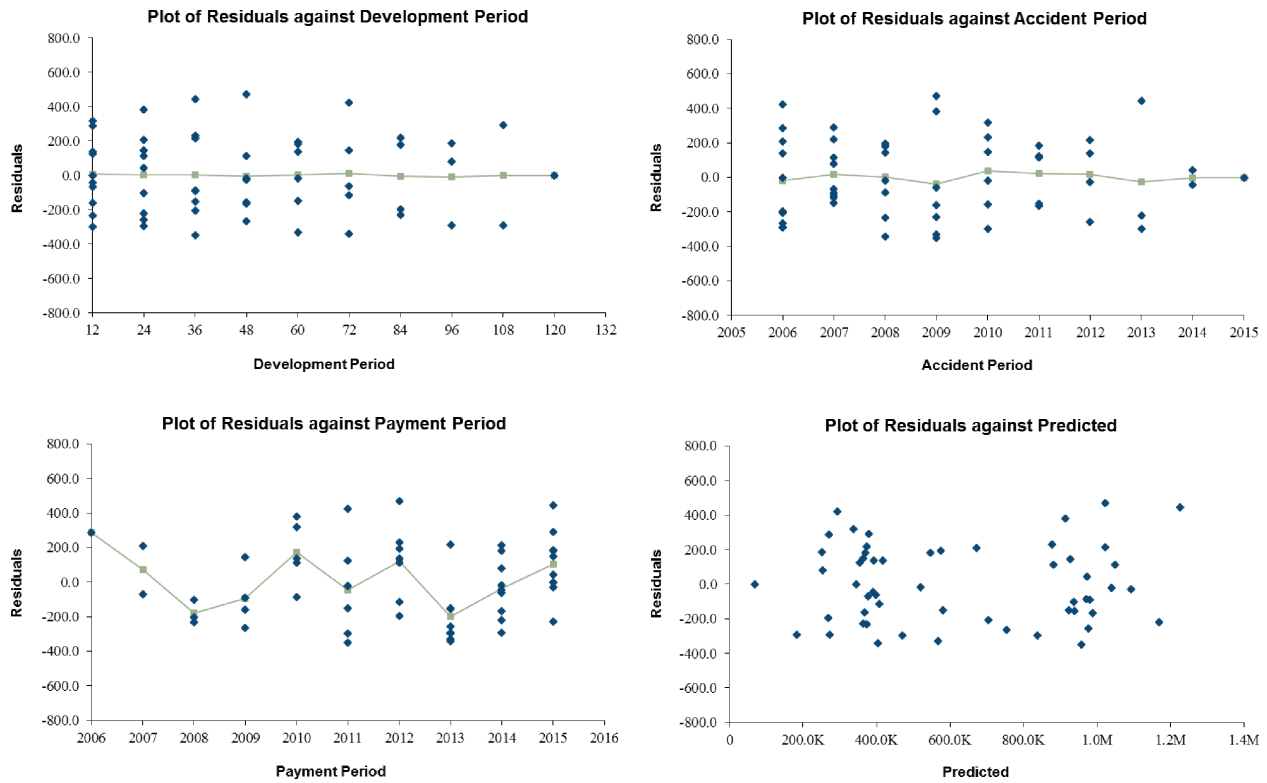 Plot of Residuals against Development Period
800.0
600.0
400.0
200.0
0.0
-200.0
-400.0
-600.0
-800.0
Residuals
12 24 36 48 60 72 84 96 108 120 132
Development Period
Plot of Residuals against Accident Period
800.0
600.0
400.0
200.0
0.0
-200.0
-400.0
-600.0
-800.0
Residuals
2005 2006 2007 2008 2009 2010 2011 2012 2013 2014 2015
Accident Period
Plot of Residuals against Payment Period
800.0
600.0
400.0
200.0
0.0
-200.0
-400.0
-600.0
-800.0
Residuals
2006 2007 2008 2009 2010 2011 2012 2013 2014 2015 2016
Payment Period
Plot of Residuals against Predicted
800.0
600.0
400.0
200.0
0.0
-200.0
-400.0
-600.0
-800.0
Residuals
0 200.0K 400.0K 600.0K 800.0K 1.0M 1.2M 1.4M
Predicted